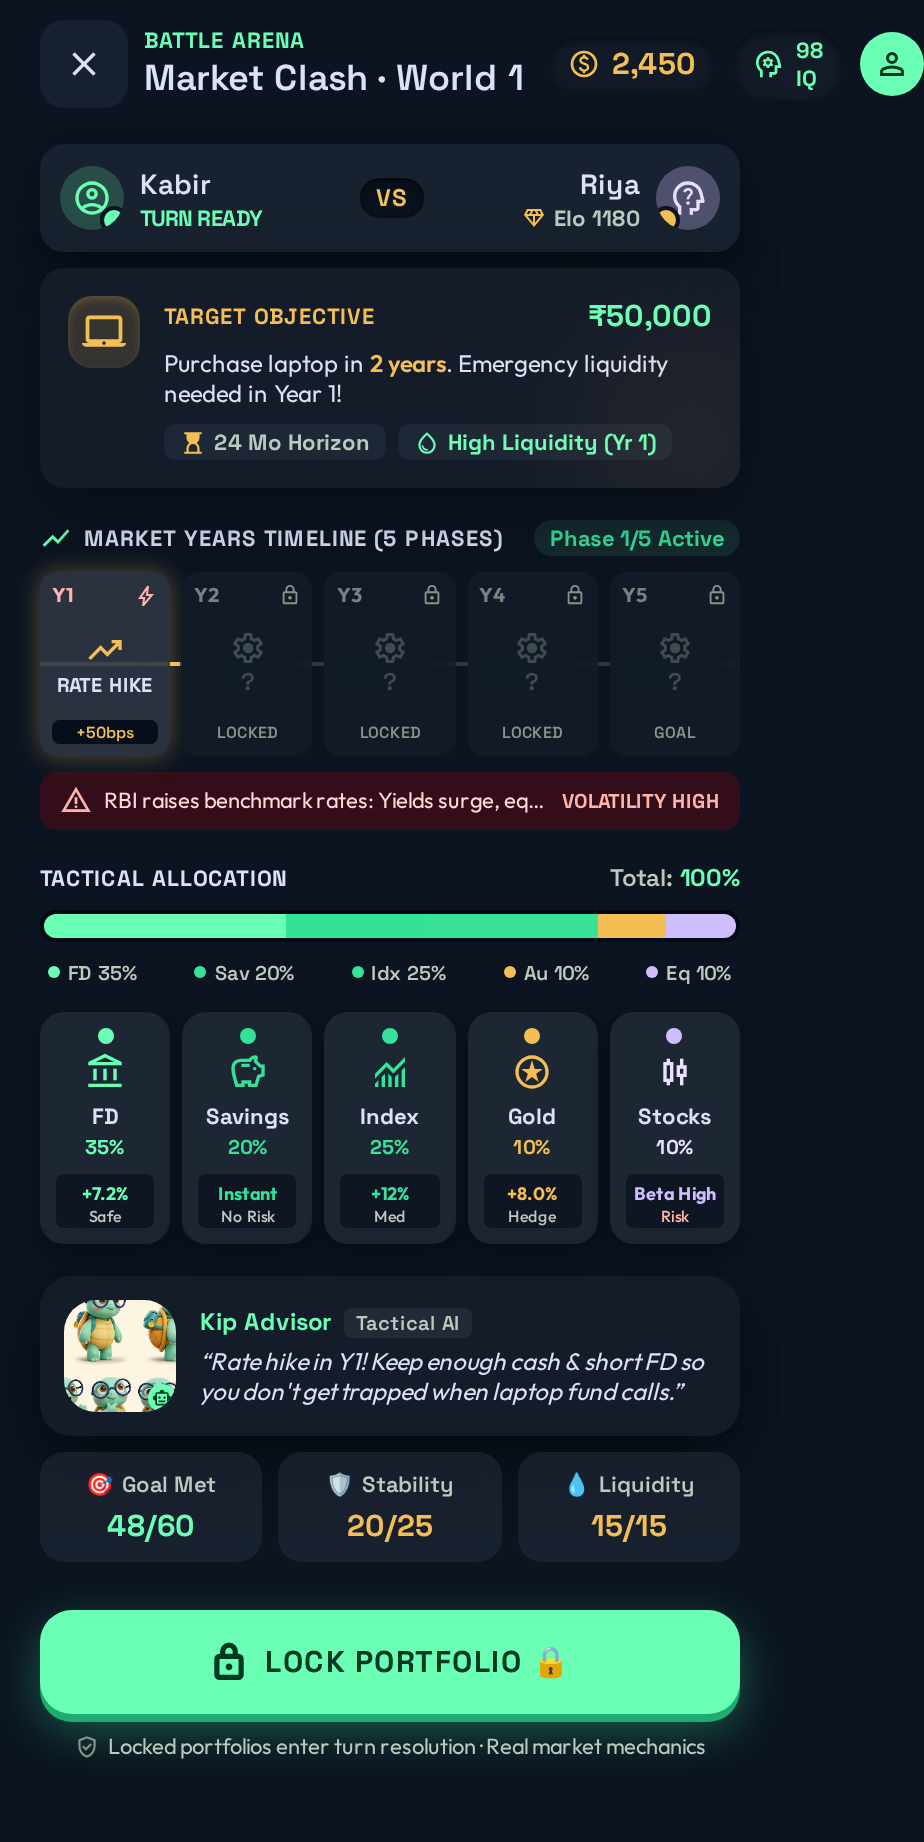 BATTLE ARENA
Market Clash · World 1
2,450
98
IQ
Kabir
TURN READY
VS
Riya
Elo 1180
TARGET OBJECTIVE
₹50,000
Purchase laptop in 2 years. Emergency liquidity
needed in Year 1!
24 Mo Horizon
High Liquidity (Yr 1)
MARKET YEARS TIMELINE (5 PHASES)
Phase 1/5 Active
Y1
RATE HIKE
+50bps
Y2
?
LOCKED
Y3
?
LOCKED
Y4
?
LOCKED
Y5
?
GOAL
RBI raises benchmark rates: Yields surge, eq...
VOLATILITY HIGH
TACTICAL ALLOCATION
Total: 100%
FD 35%
Sav 20%
Idx 25%
Au 10%
Eq 10%
FD
35%
+7.2%
Safe
Savings
20%
Instant
No Risk
Index
25%
+12%
Med
Gold
10%
+8.0%
Hedge
Stocks
10%
Beta High
Risk
Kip Advisor
Tactical AI
“Rate hike in Y1! Keep enough cash & short FD so
you don't get trapped when laptop fund calls.”
🎯 Goal Met
48/60
🛡️ Stability
20/25
💧 Liquidity
15/15
LOCK PORTFOLIO 🔒
Locked portfolios enter turn resolution · Real market mechanics